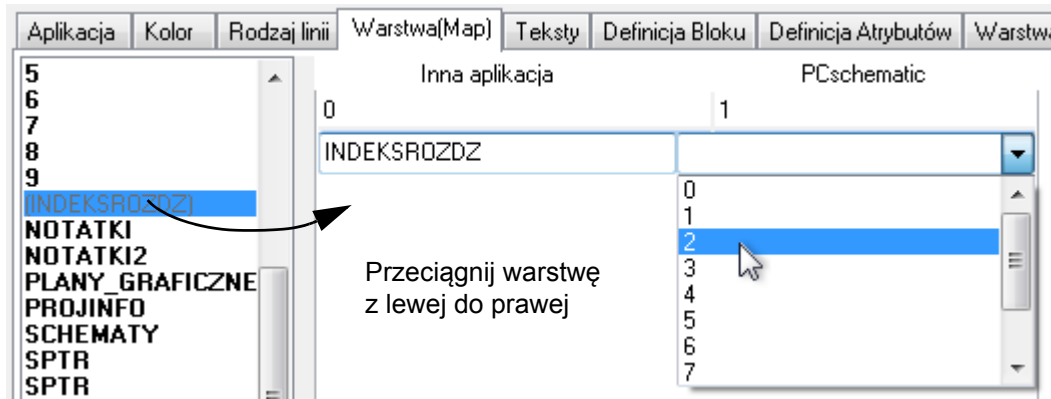 Aplikacja Kolor Rodzaj linii Warstwa(Map) Teksty Definicja Bloku Definicja Atrybutów Warstwa
5
6
7
8
9
(INDEKSROZDZ)
NOTATKI
NOTATKI2
PLANY_GRAFICZNE
PROJINFO
SCHEMATY
SPTR
SPTR
Inna aplikacja PCschematic
0 1
INDEKSROZDZ
0
1
2
3
4
5
6
7
Przeciągnij warstwę
z lewej do prawej